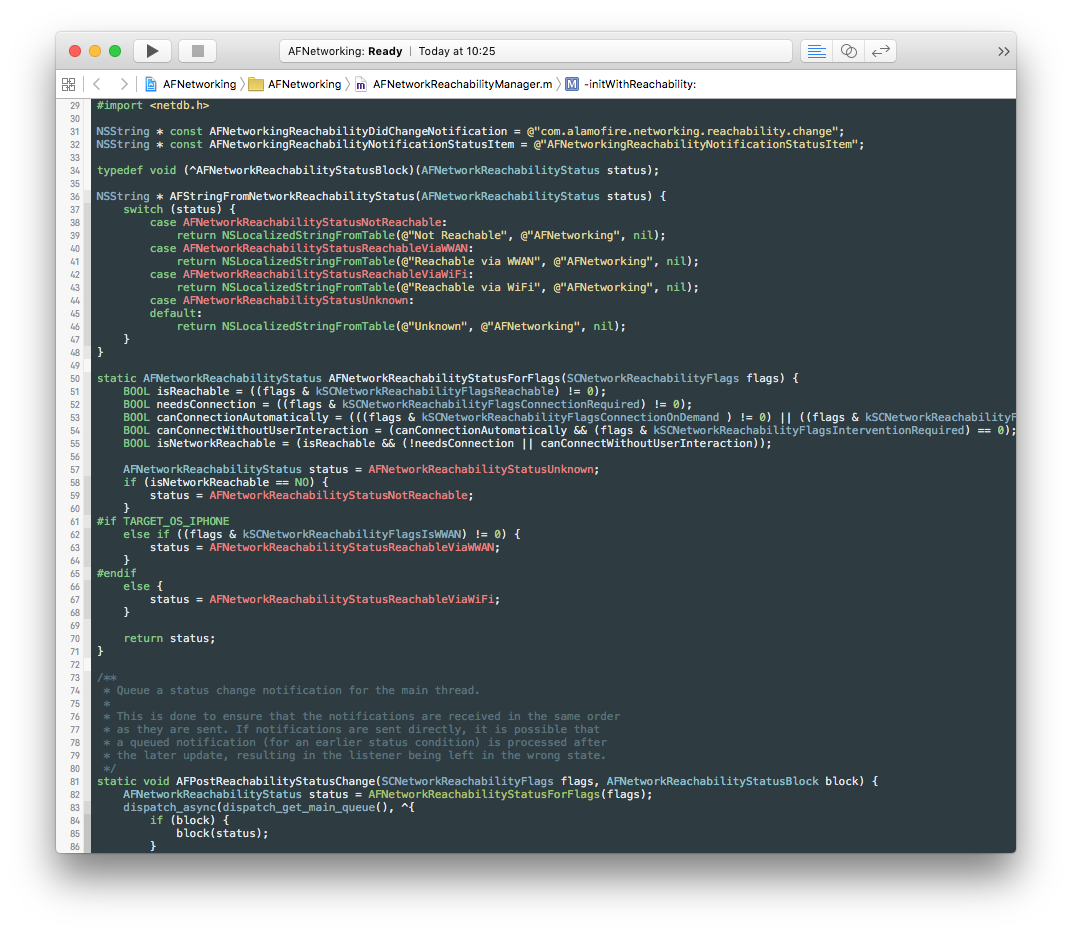 AFNetworking: Ready | Today at 10:25
AFNetworking AFNetworking m AFNetworkReachabilityManager.m M -initWithReachability:
29 #import <netdb.h>
30
31 NSString * const AFNetworkingReachabilityDidChangeNotification = @"com.alamofire.networking.reachability.change";
32 NSString * const AFNetworkingReachabilityNotificationStatusItem = @"AFNetworkingReachabilityNotificationStatusItem";
33
34 typedef void (^AFNetworkReachabilityStatusBlock)(AFNetworkReachabilityStatus status);
35
36 NSString * AFStringFromNetworkReachabilityStatus(AFNetworkReachabilityStatus status) {
37     switch (status) {
38         case AFNetworkReachabilityStatusNotReachable:
39             return NSLocalizedStringFromTable(@"Not Reachable", @"AFNetworking", nil);
40         case AFNetworkReachabilityStatusReachableViaWWAN:
41             return NSLocalizedStringFromTable(@"Reachable via WWAN", @"AFNetworking", nil);
42         case AFNetworkReachabilityStatusReachableViaWiFi:
43             return NSLocalizedStringFromTable(@"Reachable via WiFi", @"AFNetworking", nil);
44         case AFNetworkReachabilityStatusUnknown:
45         default:
46             return NSLocalizedStringFromTable(@"Unknown", @"AFNetworking", nil);
47     }
48 }
49
50 static AFNetworkReachabilityStatus AFNetworkReachabilityStatusForFlags(SCNetworkReachabilityFlags flags) {
51     BOOL isReachable = ((flags & kSCNetworkReachabilityFlagsReachable) != 0);
52     BOOL needsConnection = ((flags & kSCNetworkReachabilityFlagsConnectionRequired) != 0);
53     BOOL canConnectionAutomatically = (((flags & kSCNetworkReachabilityFlagsConnectionOnDemand ) != 0) || ((flags & kSCNetworkReachabilityF
54     BOOL canConnectWithoutUserInteraction = (canConnectionAutomatically && (flags & kSCNetworkReachabilityFlagsInterventionRequired) == 0);
55     BOOL isNetworkReachable = (isReachable && (!needsConnection || canConnectWithoutUserInteraction));
56
57     AFNetworkReachabilityStatus status = AFNetworkReachabilityStatusUnknown;
58     if (isNetworkReachable == NO) {
59         status = AFNetworkReachabilityStatusNotReachable;
60     }
61 #if TARGET_OS_IPHONE
62     else if ((flags & kSCNetworkReachabilityFlagsIsWWAN) != 0) {
63         status = AFNetworkReachabilityStatusReachableViaWWAN;
64     }
65 #endif
66     else {
67         status = AFNetworkReachabilityStatusReachableViaWiFi;
68     }
69
70     return status;
71 }
72
73 /**
74  * Queue a status change notification for the main thread.
75  *
76  * This is done to ensure that the notifications are received in the same order
77  * as they are sent. If notifications are sent directly, it is possible that
78  * a queued notification (for an earlier status condition) is processed after
79  * the later update, resulting in the listener being left in the wrong state.
80  */
81 static void AFPostReachabilityStatusChange(SCNetworkReachabilityFlags flags, AFNetworkReachabilityStatusBlock block) {
82     AFNetworkReachabilityStatus status = AFNetworkReachabilityStatusForFlags(flags);
83     dispatch_async(dispatch_get_main_queue(), ^{
84         if (block) {
85             block(status);
86         }